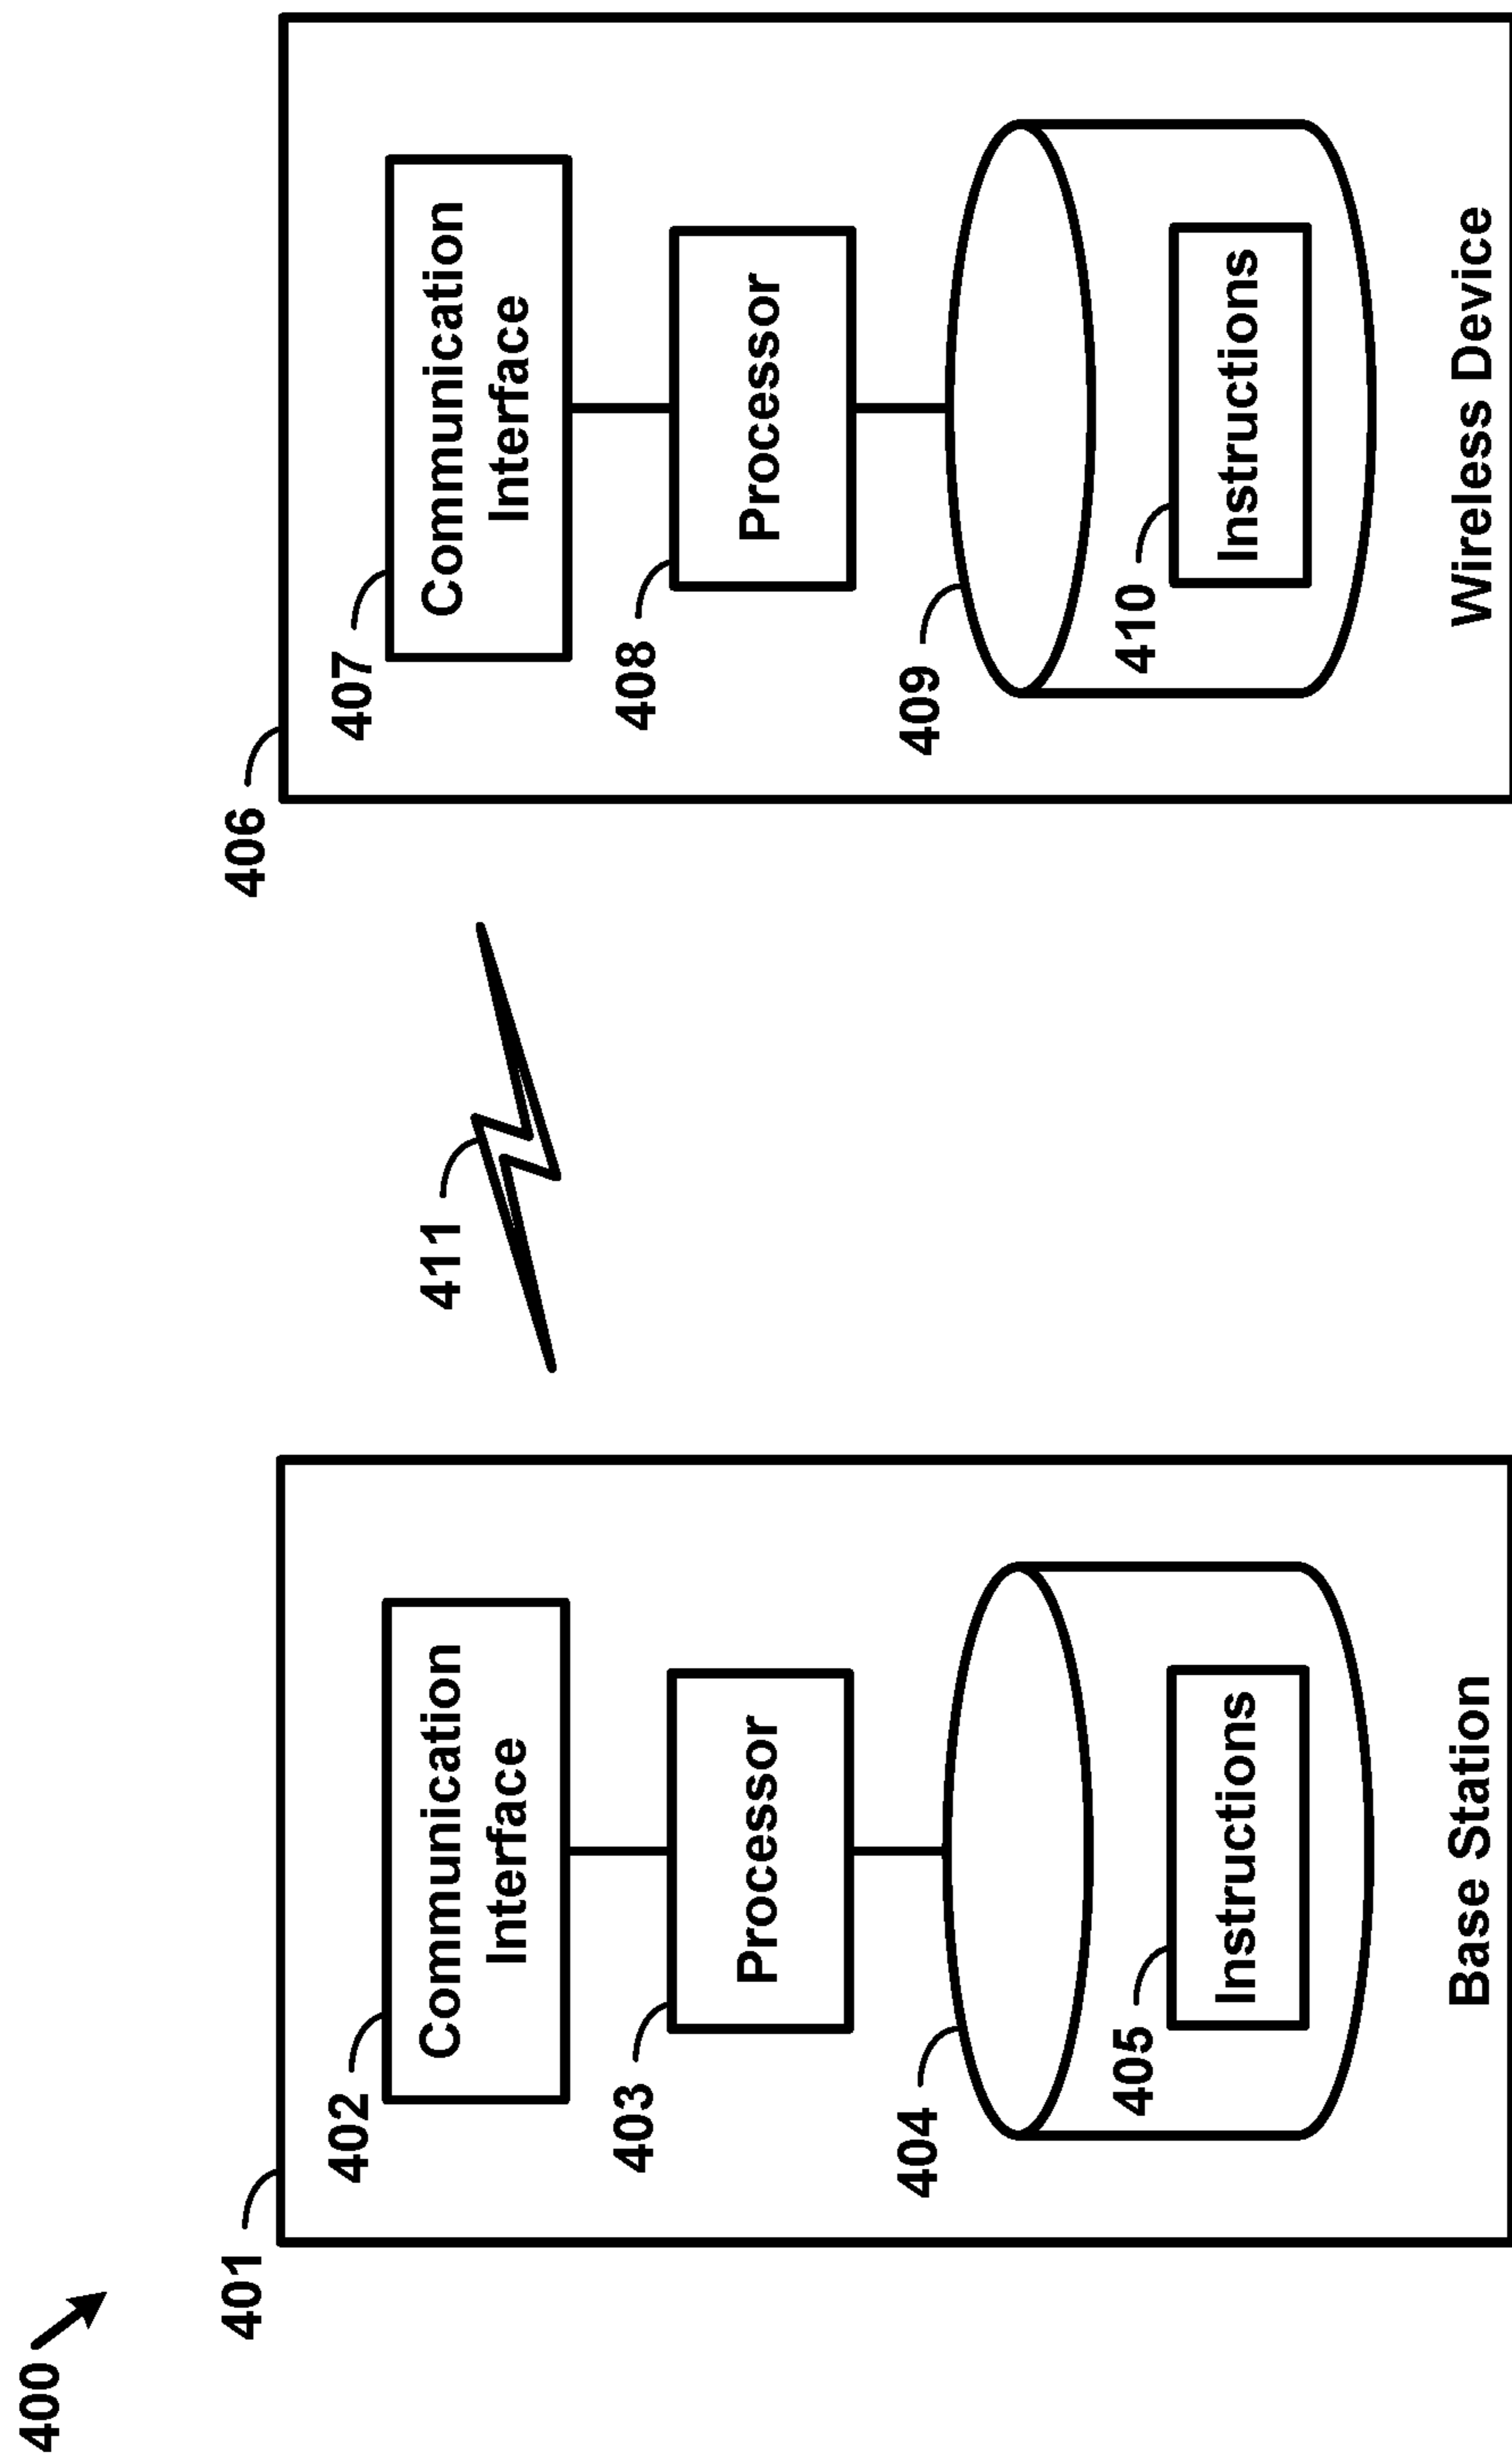 400
401
402
Communication
Interface
403
Processor
404
405
Instructions
Base Station
411
406
407
Communication
Interface
408
Processor
409
410
Instructions
Wireless Device